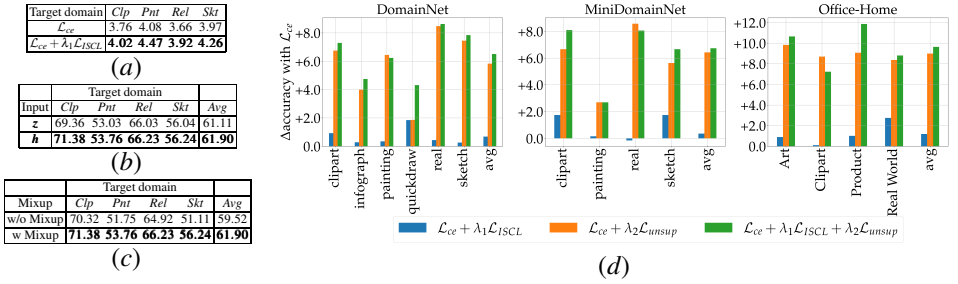 Target domain Clp Pnt Rel Skt
ℒce 3.76 4.08 3.66 3.97
ℒce + λ1ℒISCL 4.02 4.47 3.92 4.26
(a)
Target domain
Input Clp Pnt Rel Skt Avg
z 69.36 53.03 66.03 56.04 61.11
h 71.38 53.76 66.23 56.24 61.90
(b)
Target domain
Mixup Clp Pnt Rel Skt Avg
w/o Mixup 70.32 51.75 64.92 51.11 59.52
w Mixup 71.38 53.76 66.23 56.24 61.90
(c)
Δaccuracy with ℒce
DomainNet
+8.0
+6.0
+4.0
+2.0
0.0
clipart
infograph
painting
quickdraw
real
sketch
avg
MiniDomainNet
+8.0
+6.0
+4.0
+2.0
0.0
clipart
painting
real
sketch
avg
Office-Home
+12.0
+10.0
+8.0
+6.0
+4.0
+2.0
0.0
Art
Clipart
Product
Real World
avg
ℒce + λ1ℒISCL ℒce + λ2ℒunsup ℒce + λ1ℒISCL + λ2ℒunsup
(d)